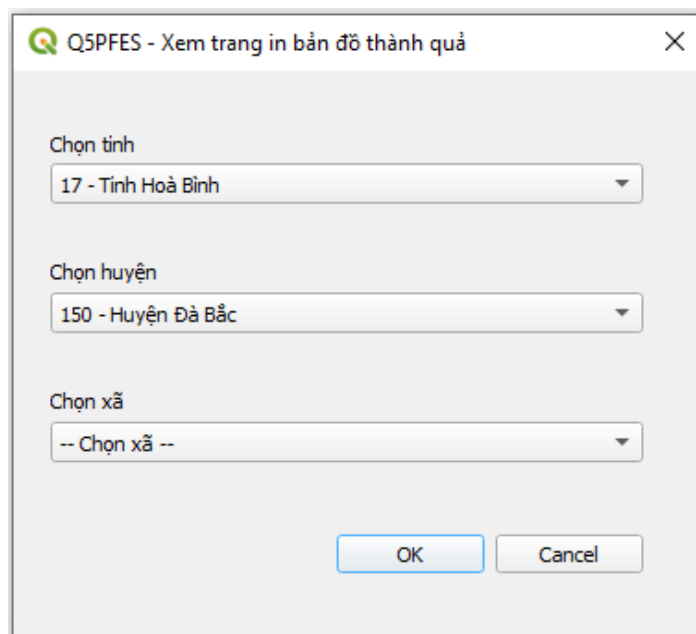 Q5PFES - Xem trang in bản đồ thành quả
Chọn tỉnh
17 - Tỉnh Hoà Bình
Chọn huyện
150 - Huyện Đà Bắc
Chọn xã
-- Chọn xã --
OK Cancel